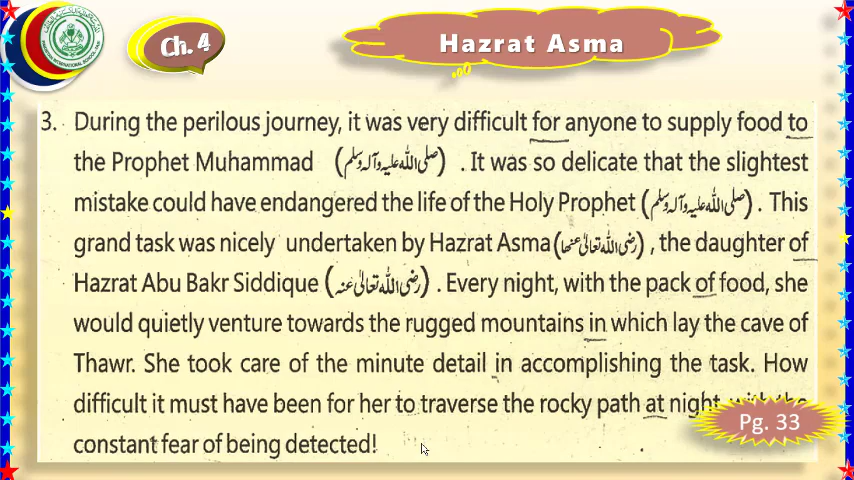 Ch. 4
Hazrat Asma
3. During the perilous journey, it was very difficult for anyone to supply food to
the Prophet Muhammad (صلی اللہ علیہ وآلہ وسلم) . It was so delicate that the slightest
mistake could have endangered the life of the Holy Prophet (صلی اللہ علیہ وآلہ وسلم) . This
grand task was nicely undertaken by Hazrat Asma (رضی اللہ تعالیٰ عنھا) , the daughter of
Hazrat Abu Bakr Siddique (رضی اللہ تعالیٰ عنہ) . Every night, with the pack of food, she
would quietly venture towards the rugged mountains in which lay the cave of
Thawr. She took care of the minute detail in accomplishing the task. How
difficult it must have been for her to traverse the rocky path at night, with the
constant fear of being detected!
Pg. 33